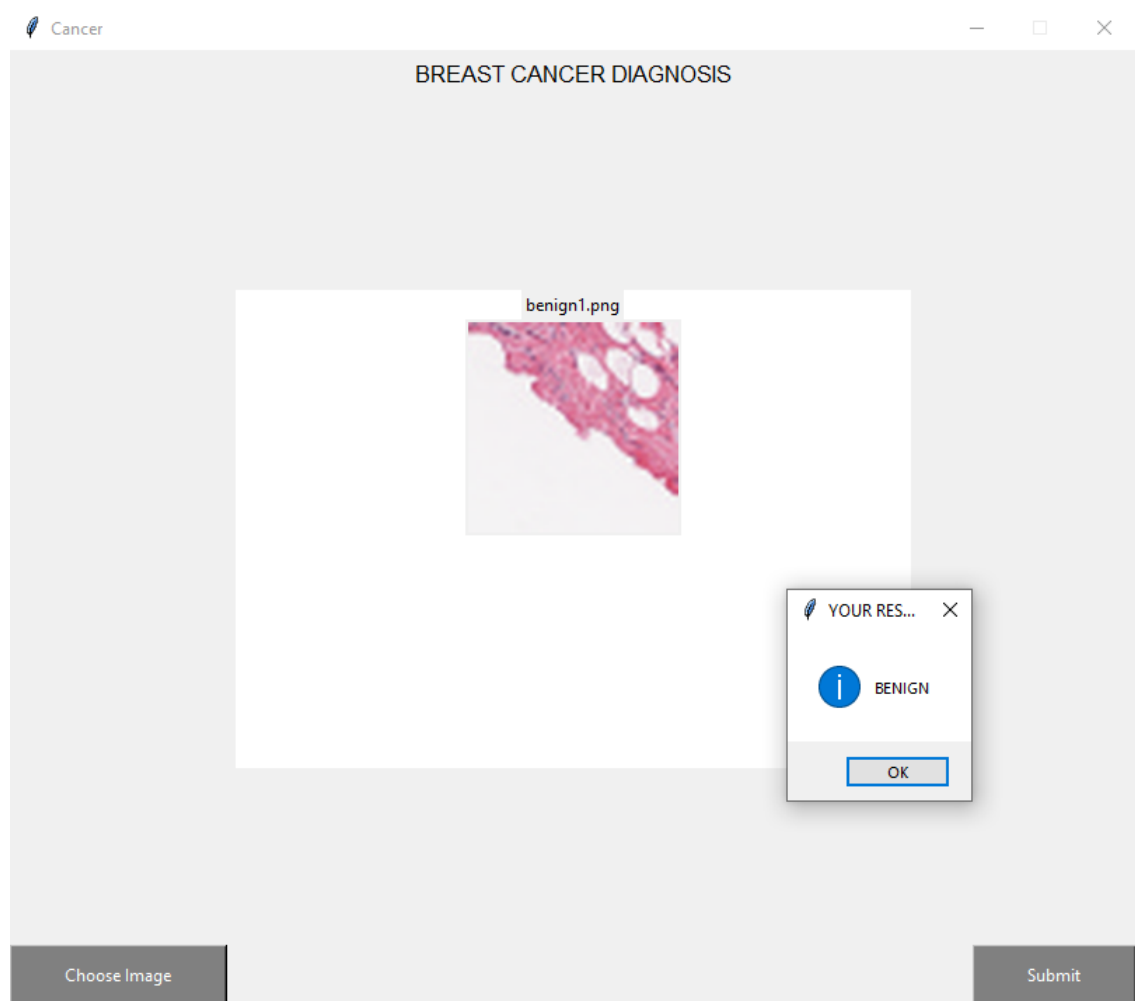 Cancer
BREAST CANCER DIAGNOSIS
benign1.png
YOUR RES...
BENIGN
OK
Choose Image
Submit